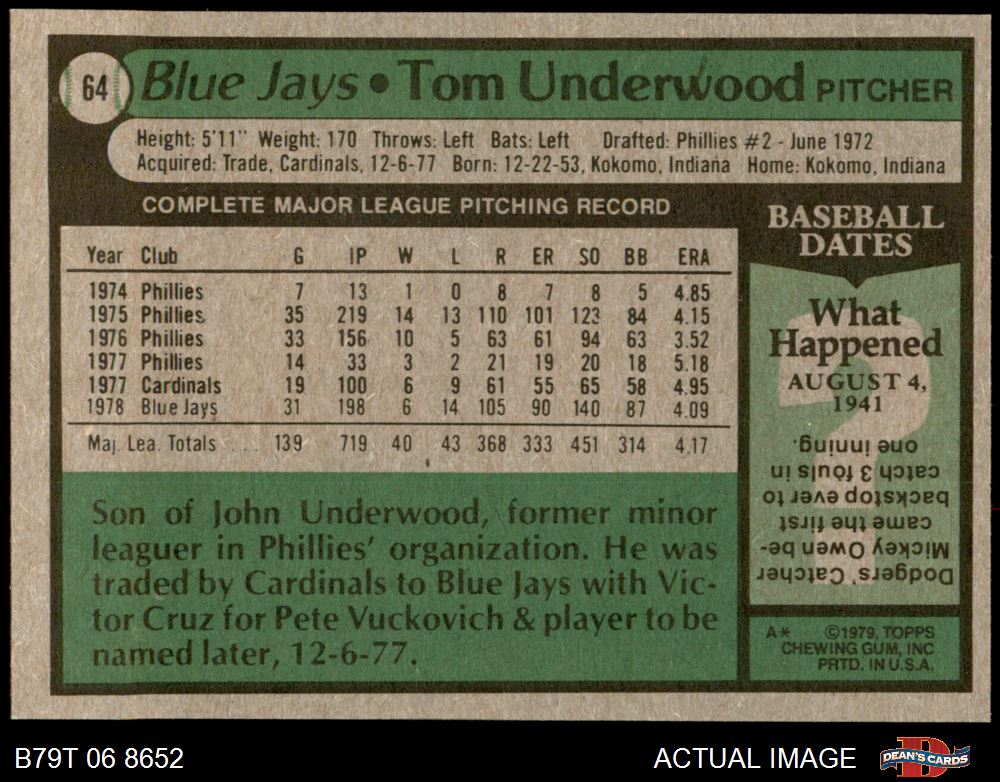 64 Blue Jays • Tom Underwood PITCHER
Height: 5'11" Weight: 170 Throws: Left Bats: Left Drafted: Phillies #2 - June 1972
Acquired: Trade, Cardinals, 12-6-77 Born: 12-22-53, Kokomo, Indiana Home: Kokomo, Indiana
COMPLETE MAJOR LEAGUE PITCHING RECORD
Year Club G IP W L R ER SO BB ERA
1974 Phillies 7 13 1 0 8 7 8 5 4.85
1975 Phillies 35 219 14 13 110 101 123 84 4.15
1976 Phillies 33 156 10 5 63 61 94 63 3.52
1977 Phillies 14 33 3 2 21 19 20 18 5.18
1977 Cardinals 19 100 6 9 61 55 65 58 4.95
1978 Blue Jays 31 198 6 14 105 90 140 87 4.09
Maj. Lea. Totals ... 139 719 40 43 368 333 451 314 4.17
Son of John Underwood, former minor
leaguer in Phillies' organization. He was
traded by Cardinals to Blue Jays with Vic-
tor Cruz for Pete Vuckovich & player to be
named later, 12-6-77.
BASEBALL
DATES
What
Happened
AUGUST 4,
1941
Dodgers' Catcher
Mickey Owen be-
came the first
backstop ever to
catch 3 fouls in
one inning.
A* ©1979, TOPPS
CHEWING GUM, INC
PRTD. IN U.S.A.
B79T 06 8652
ACTUAL IMAGE
DEAN'S CARDS